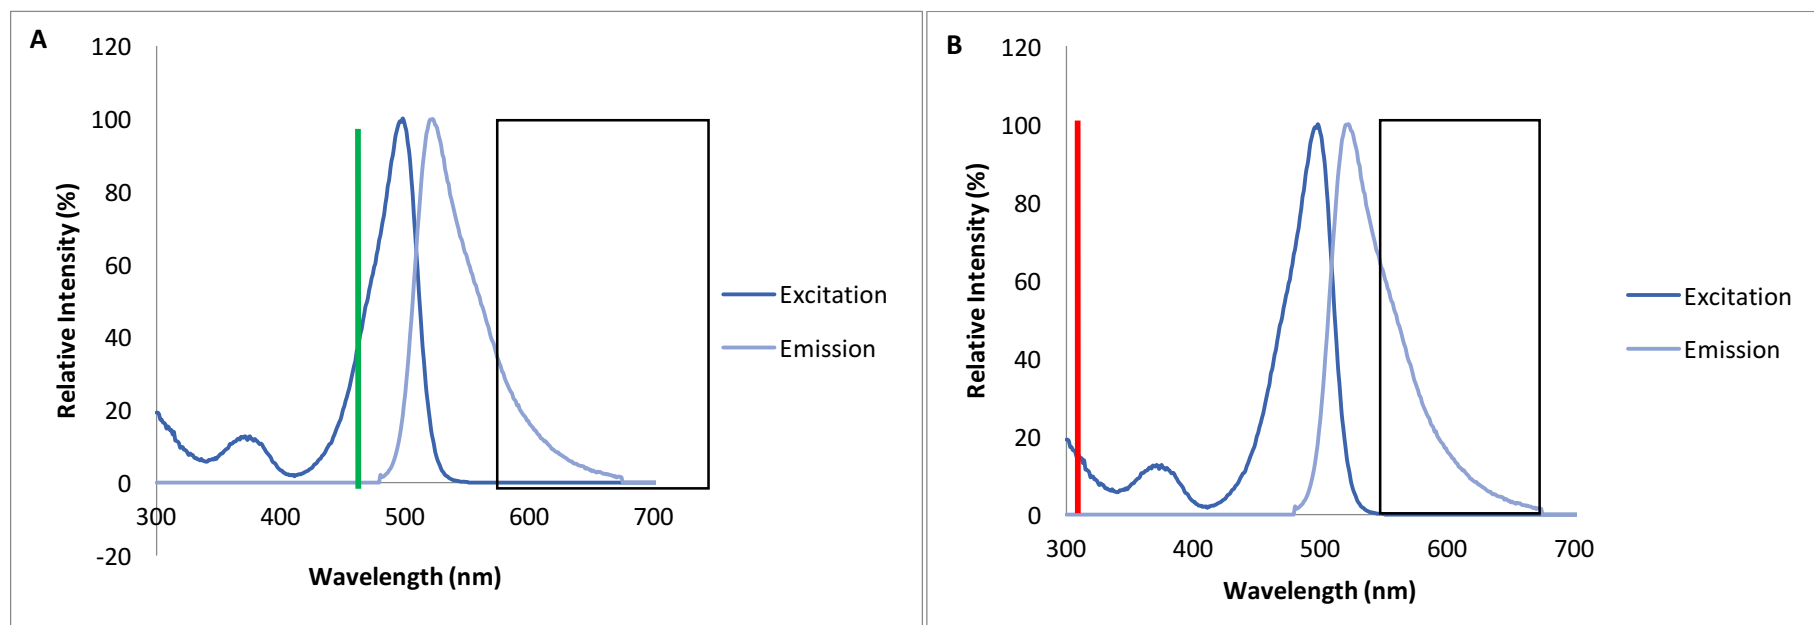 A
120
100
80
60
40
20
0
-20
300 400 500 600 700
Relative Intensity (%)
Wavelength (nm)
Excitation
Emission
B
120
100
80
60
40
20
0
300 400 500 600 700
Relative Intensity (%)
Wavelength (nm)
Excitation
Emission